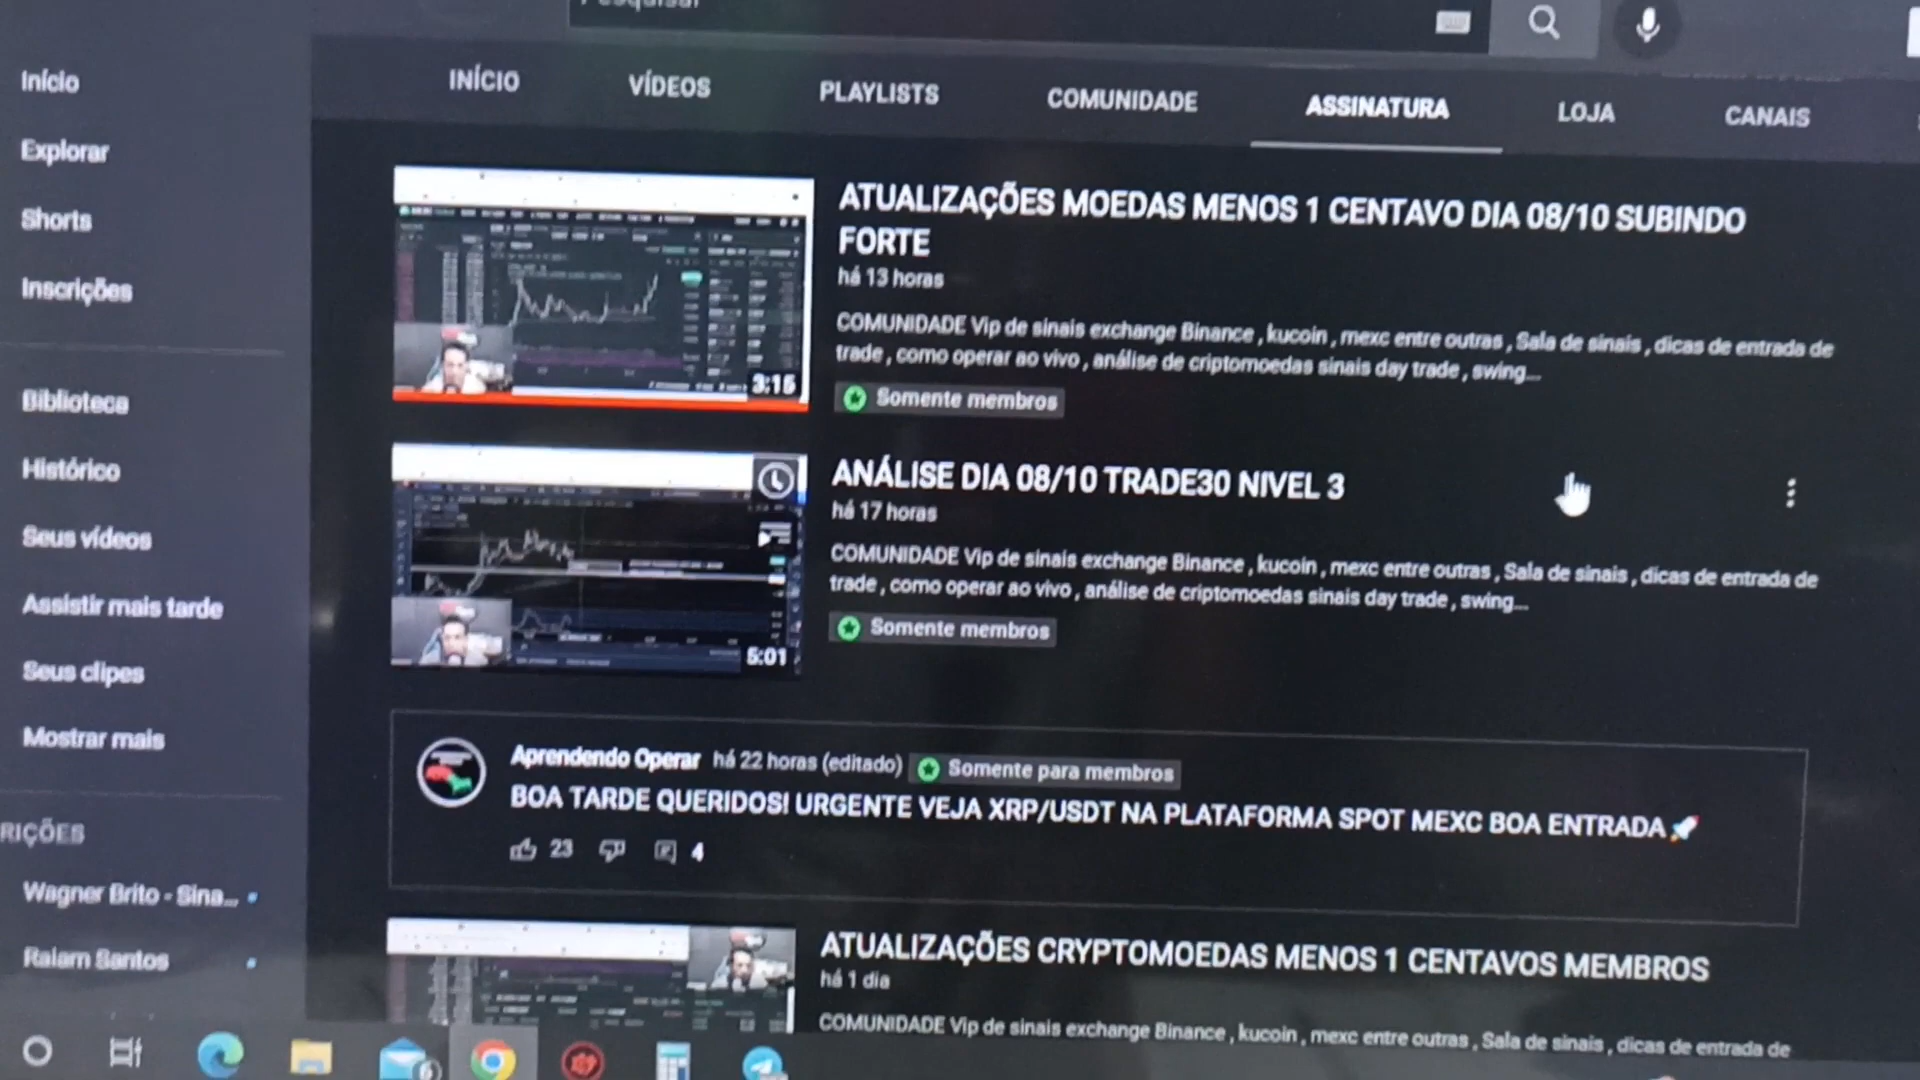 Início
Explorar
Shorts
Inscrições
Biblioteca
Histórico
Seus vídeos
Assistir mais tarde
Seus clipes
Mostrar mais
RIÇÕES
Wagner Brito - Sina...
Raiam Santos
INÍCIO VÍDEOS PLAYLISTS COMUNIDADE ASSINATURA LOJA CANAIS
ATUALIZAÇÕES MOEDAS MENOS 1 CENTAVO DIA 08/10 SUBINDO
FORTE
há 13 horas
COMUNIDADE Vip de sinais exchange Binance , kucoin , mexc entre outras , Sala de sinais , dicas de entrada de
trade , como operar ao vivo , análise de criptomoedas sinais day trade , swing...
Somente membros
3:15
ANÁLISE DIA 08/10 TRADE30 NIVEL 3
há 17 horas
COMUNIDADE Vip de sinais exchange Binance , kucoin , mexc entre outras , Sala de sinais , dicas de entrada de
trade , como operar ao vivo , análise de criptomoedas sinais day trade , swing...
Somente membros
5:01
Aprendendo Operar há 22 horas (editado) Somente para membros
BOA TARDE QUERIDOS! URGENTE VEJA XRP/USDT NA PLATAFORMA SPOT MEXC BOA ENTRADA🚀
23 4
ATUALIZAÇÕES CRYPTOMOEDAS MENOS 1 CENTAVOS MEMBROS
há 1 dia
COMUNIDADE Vip de sinais exchange Binance , kucoin , mexc entre outras , Sala de sinais , dicas de entrada de